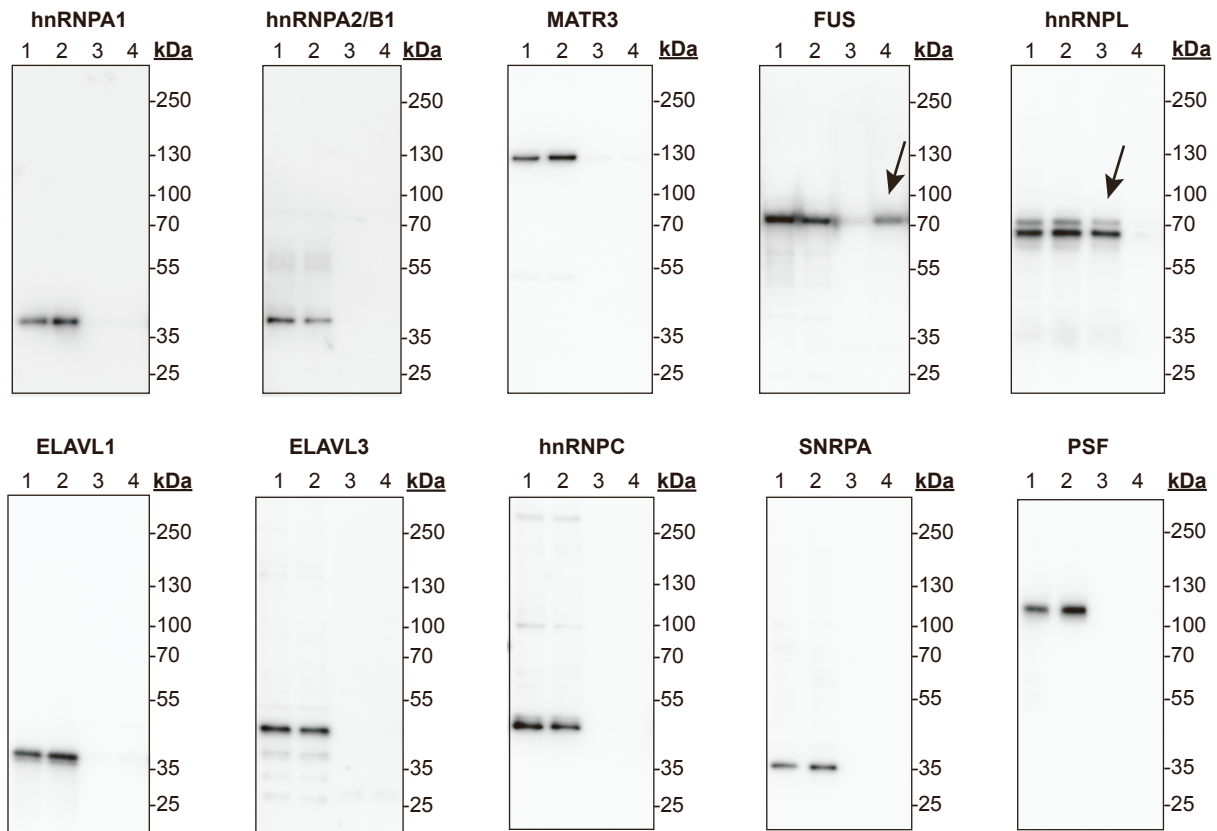 hnRNPA1 hnRNPA2/B1 MATR3 FUS hnRNPL
1 2 3 4 kDa 1 2 3 4 kDa 1 2 3 4 kDa 1 2 3 4 kDa 1 2 3 4 kDa
-250 -250 -250 -250 -250
-130 -130 -130 -130 -130
-100 -100 -100 -100 -100
-70 -70 -70 -70 -70
-55 -55 -55 -55 -55
-35 -35 -35 -35 -35
-25 -25 -25 -25 -25
ELAVL1 ELAVL3 hnRNPC SNRPA PSF
1 2 3 4 kDa 1 2 3 4 kDa 1 2 3 4 kDa 1 2 3 4 kDa 1 2 3 4 kDa
-250 -250 -250 -250 -250
-130 -130 -130 -130 -130
-100 -100 -100 -100 -100
-70 -70 -70 -70 -70
-55 -55 -55 -55 -55
-35 -35 -35 -35 -35
-25 -25 -25 -25 -25